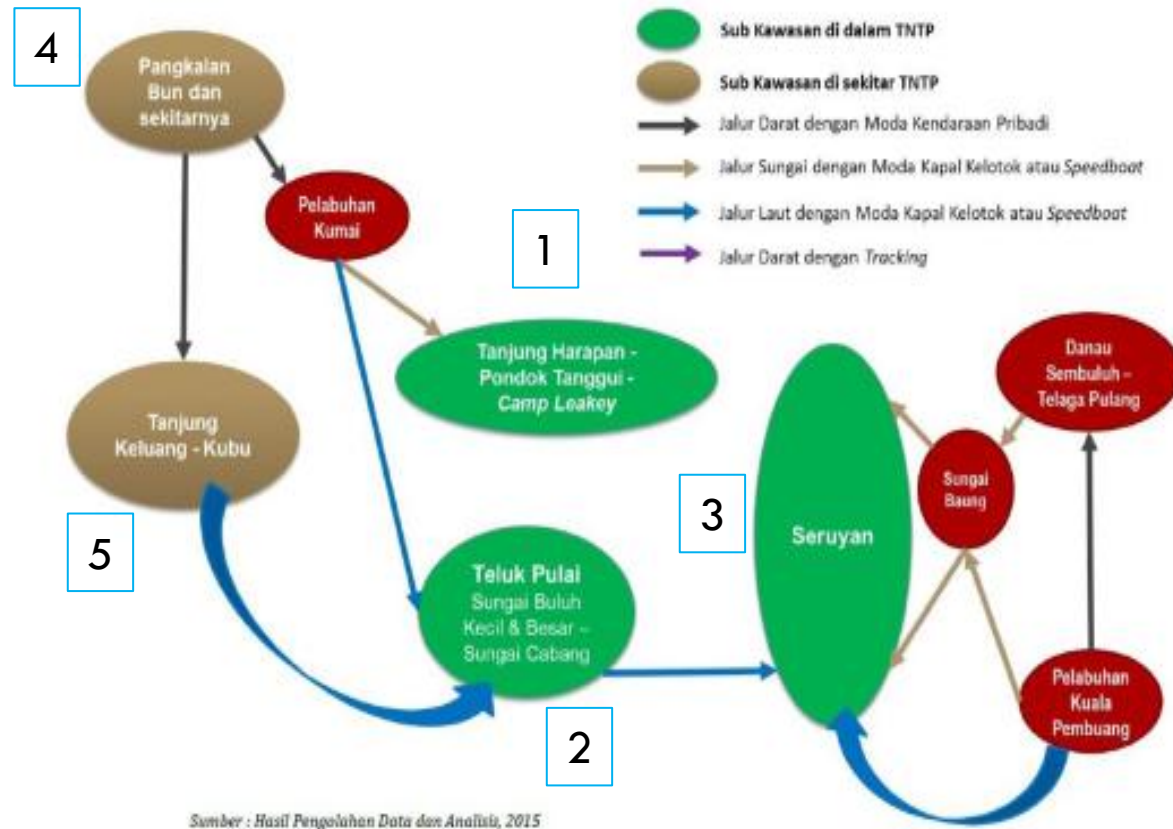 4
Pangkalan
Bun dan
sekitarnya
Pelabuhan
Kumai
1
Tanjung Harapan -
Pondok Tanggui -
Camp Leakey
Tanjung
Keluang - Kubu
5
Teluk Pulai
Sungai Buluh
Kecil & Besar –
Sungai Cabang
2
3
Seruyan
Sungai
Baung
Danau
Sembuluh –
Telaga Pulang
Pelabuhan
Kuala
Pembuang
Sub Kawasan di dalam TNTP
Sub Kawasan di sekitar TNTP
Jalur Darat dengan Moda Kendaraan Pribadi
Jalur Sungai dengan Moda Kapal Kelotok atau Speedboat
Jalur Laut dengan Moda Kapal Kelotok atau Speedboat
Jalur Darat dengan Tracking
Sumber : Hasil Pengolahan Data dan Analisis, 2015